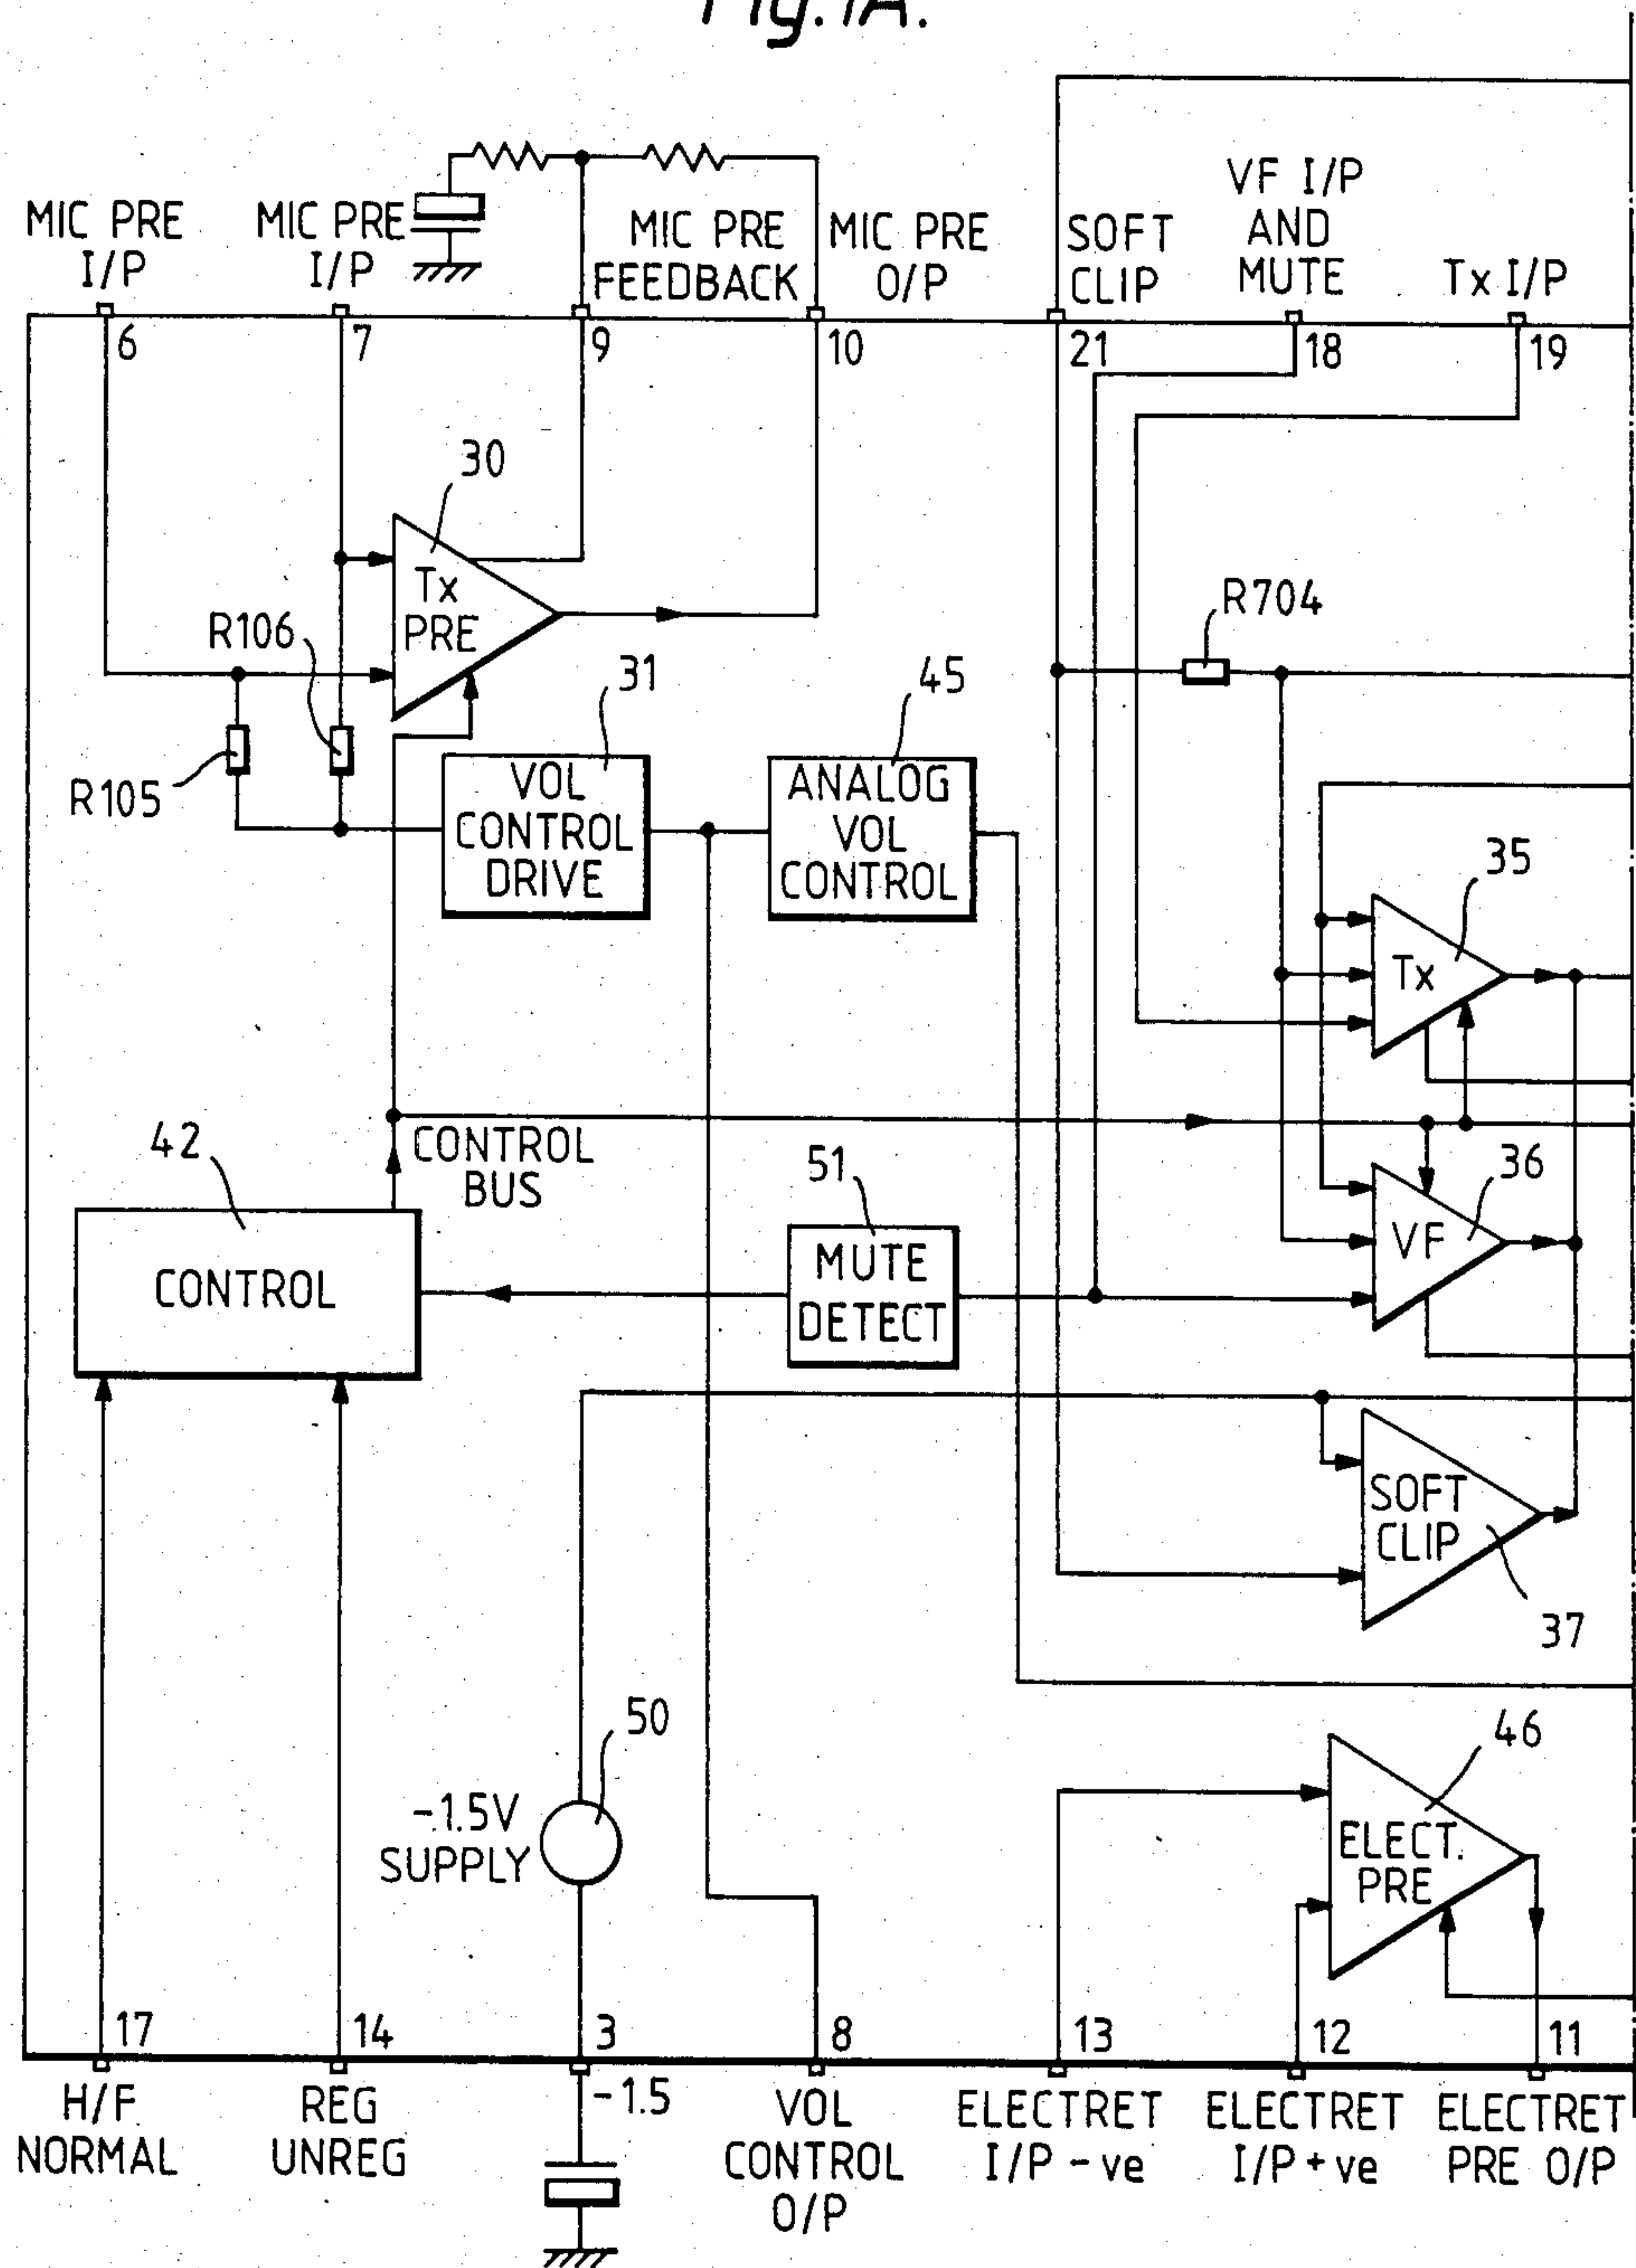 Fig.1A.
MIC PRE
I/P
MIC PRE
I/P
MIC PRE
FEEDBACK
MIC PRE
O/P
SOFT
CLIP
VF I/P
AND
MUTE
Tx I/P
6
7
9
10
21
18
19
30
Tx
PRE
R106
R105
R704
31
VOL
CONTROL
DRIVE
45
ANALOG
VOL
CONTROL
35
Tx
42
CONTROL
BUS
CONTROL
51
MUTE
DETECT
36
VF
SOFT
CLIP
37
50
-1.5V
SUPPLY
46
ELECT.
PRE
17
14
3
8
13
12
11
H/F
NORMAL
REG
UNREG
-1.5
VOL
CONTROL
O/P
ELECTRET
I/P -ve
ELECTRET
I/P +ve
ELECTRET
PRE O/P